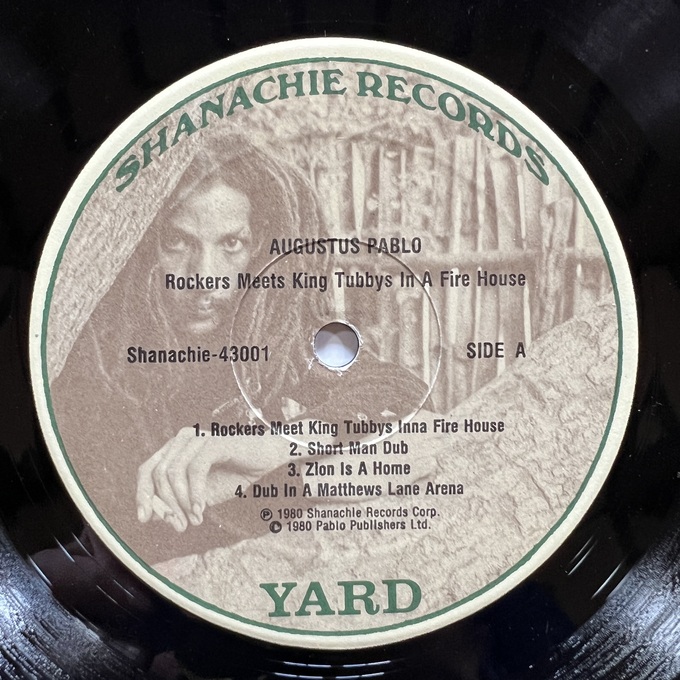 SHANACHIE RECORDS
AUGUSTUS PABLO
Rockers Meets King Tubbys In A Fire House
Shanachie-43001 SIDE A
1. Rockers Meet King Tubbys Inna Fire House
2. Short Man Dub
3. Zlon Is A Home
4. Dub In A Matthews Lane Arena
℗ 1980 Shanachie Records Corp.
© 1980 Pablo Publishers Ltd.
YARD